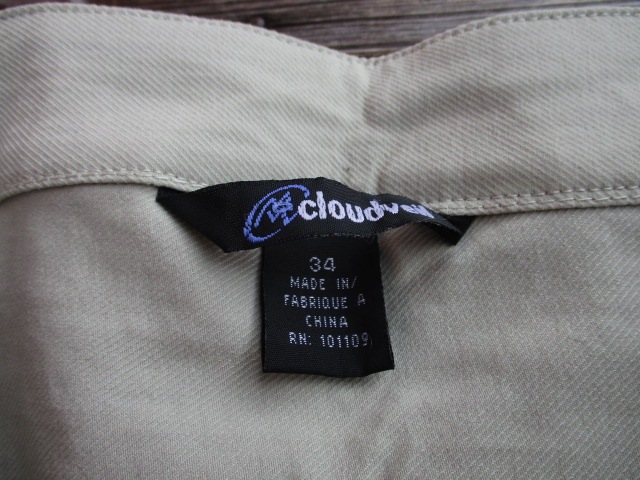 34
MADE IN/
FABRIQUE A
CHINA
RN: 101109